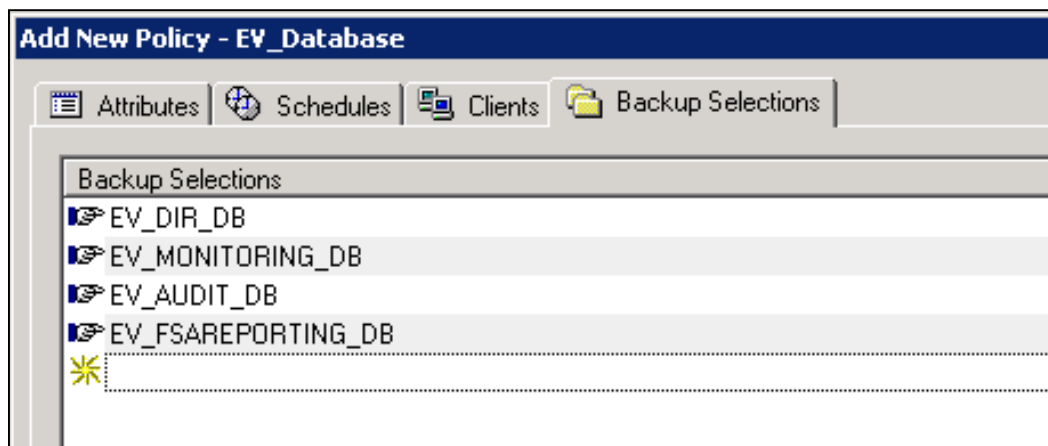 Add New Policy - EV_Database
Attributes Schedules Clients Backup Selections
Backup Selections
EV_DIR_DB
EV_MONITORING_DB
EV_AUDIT_DB
EV_FSAREPORTING_DB